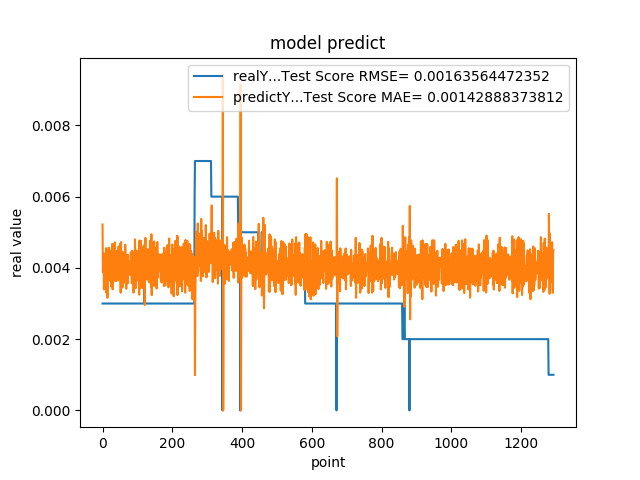 model predict
realY...Test Score RMSE= 0.00163564472352
predictY...Test Score MAE= 0.00142888373812
real value
0.008
0.006
0.004
0.002
0.000
0 200 400 600 800 1000 1200
point